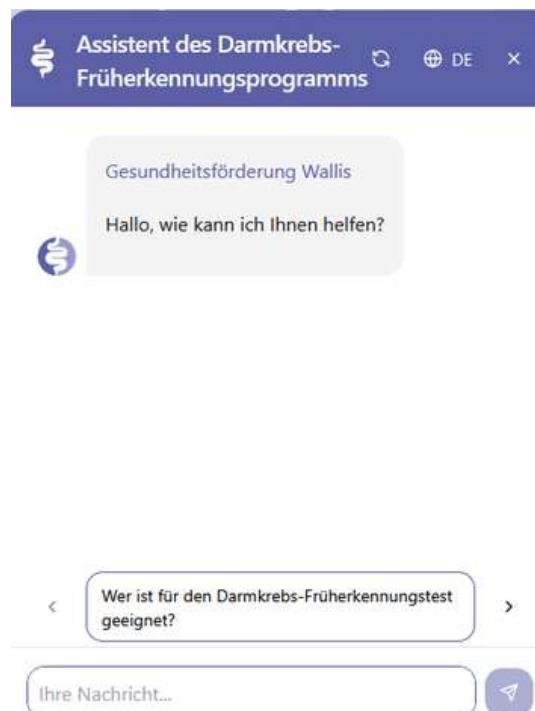 Assistent des Darmkrebs-
Früherkennungsprogramms
DE
Gesundheitsförderung Wallis
Hallo, wie kann ich Ihnen helfen?
Wer ist für den Darmkrebs-Früherkennungstest
geeignet?
Ihre Nachricht...